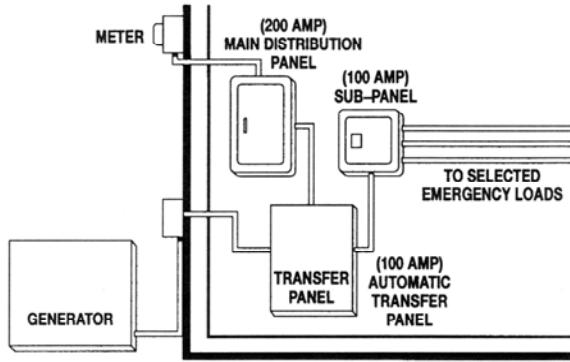 METER
(200 AMP)
MAIN DISTRIBUTION
PANEL
(100 AMP)
SUB–PANEL
TO SELECTED
EMERGENCY LOADS
TRANSFER
PANEL
(100 AMP)
AUTOMATIC
TRANSFER
PANEL
GENERATOR